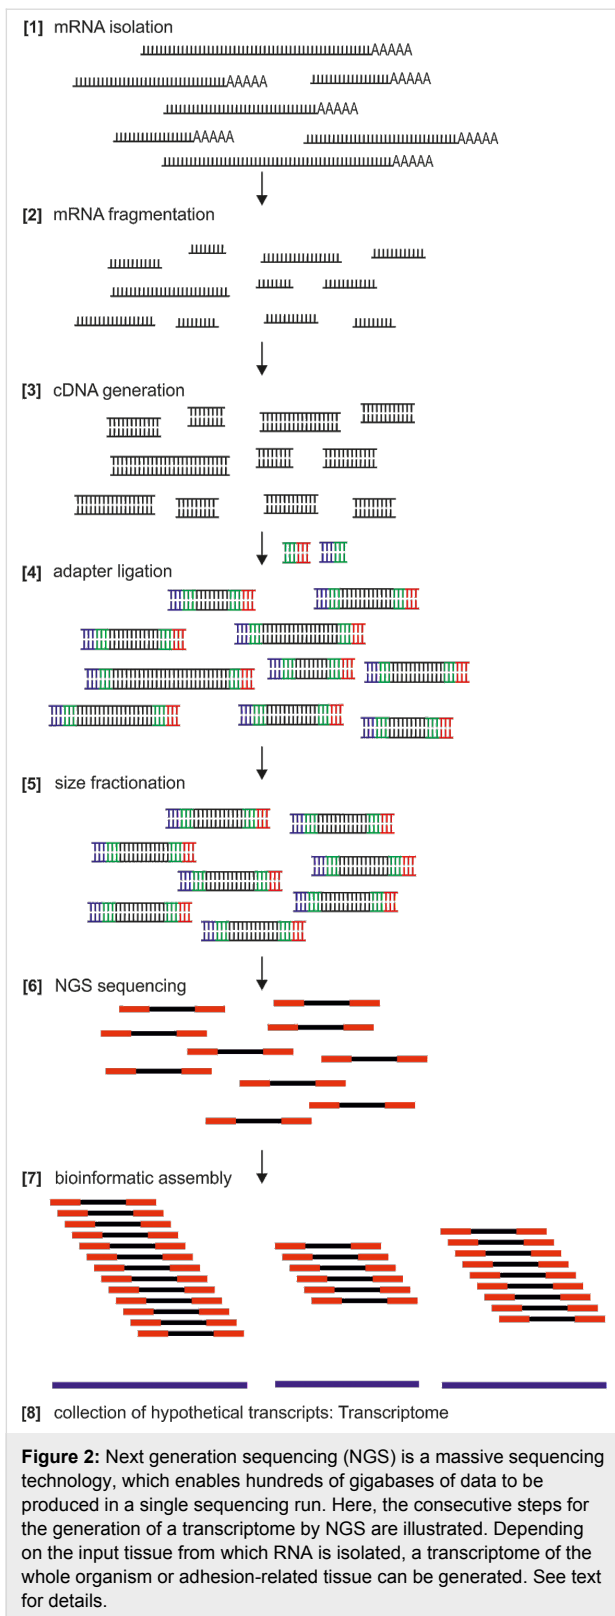 [1] mRNA isolation
AAAAA
AAAAA AAAAA
AAAAA
AAAAA AAAAA
AAAAA
[2] mRNA fragmentation
[3] cDNA generation
[4] adapter ligation
[5] size fractionation
[6] NGS sequencing
[7] bioinformatic assembly
[8] collection of hypothetical transcripts: Transcriptome
Figure 2: Next generation sequencing (NGS) is a massive sequencing
technology, which enables hundreds of gigabases of data to be
produced in a single sequencing run. Here, the consecutive steps for
the generation of a transcriptome by NGS are illustrated. Depending
on the input tissue from which RNA is isolated, a transcriptome of the
whole organism or adhesion-related tissue can be generated. See text
for details.